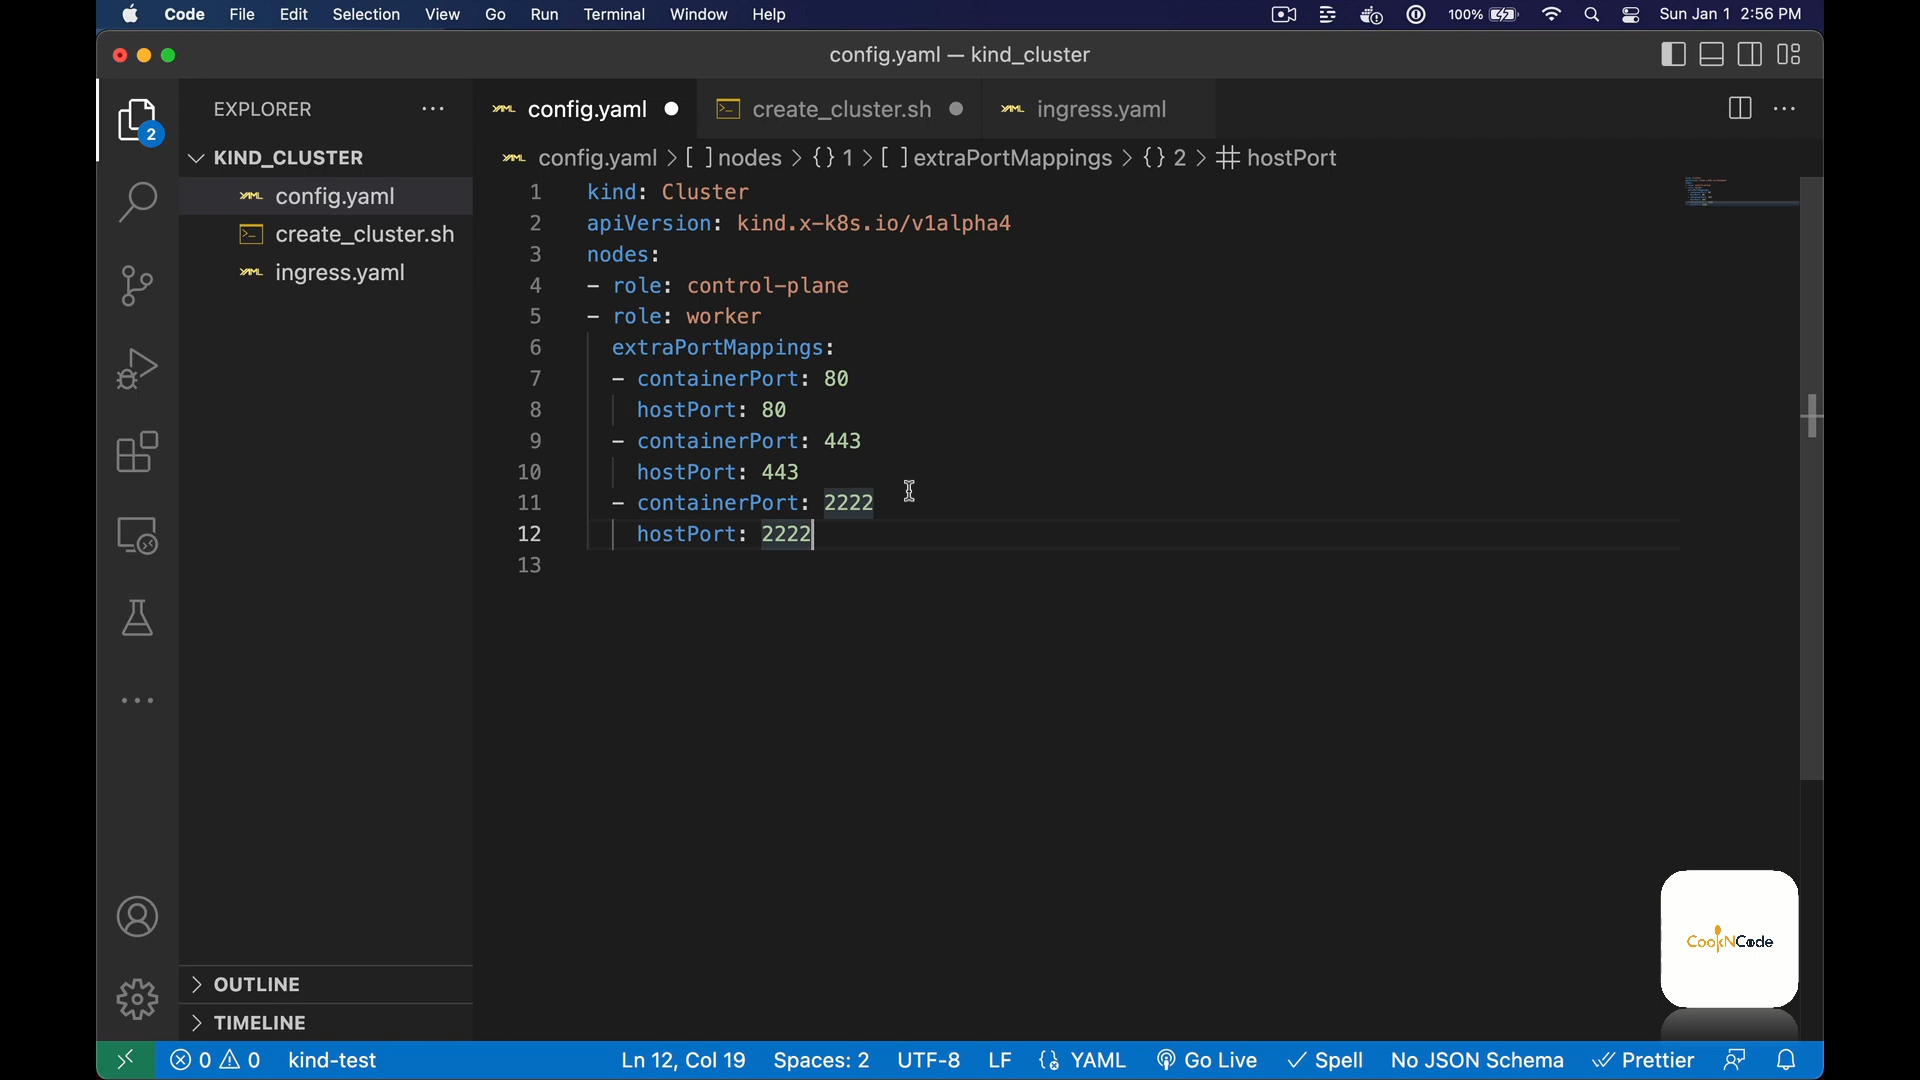 Code File Edit Selection View Go Run Terminal Window Help 100% Sun Jan 1 2:56 PM
config.yaml — kind_cluster
EXPLORER
config.yaml create_cluster.sh ingress.yaml
2
KIND_CLUSTER
config.yaml
create_cluster.sh
ingress.yaml
config.yaml > [ ] nodes > {} 1 > [ ] extraPortMappings > {} 2 > # hostPort
1 kind: Cluster
2 apiVersion: kind.x-k8s.io/v1alpha4
3 nodes:
4 - role: control-plane
5 - role: worker
6 extraPortMappings:
7 - containerPort: 80
8 hostPort: 80
9 - containerPort: 443
10 hostPort: 443
11 - containerPort: 2222
12 hostPort: 2222
13
CookNCode
OUTLINE
TIMELINE
0 0 kind-test Ln 12, Col 19 Spaces: 2 UTF-8 LF YAML Go Live Spell No JSON Schema Prettier